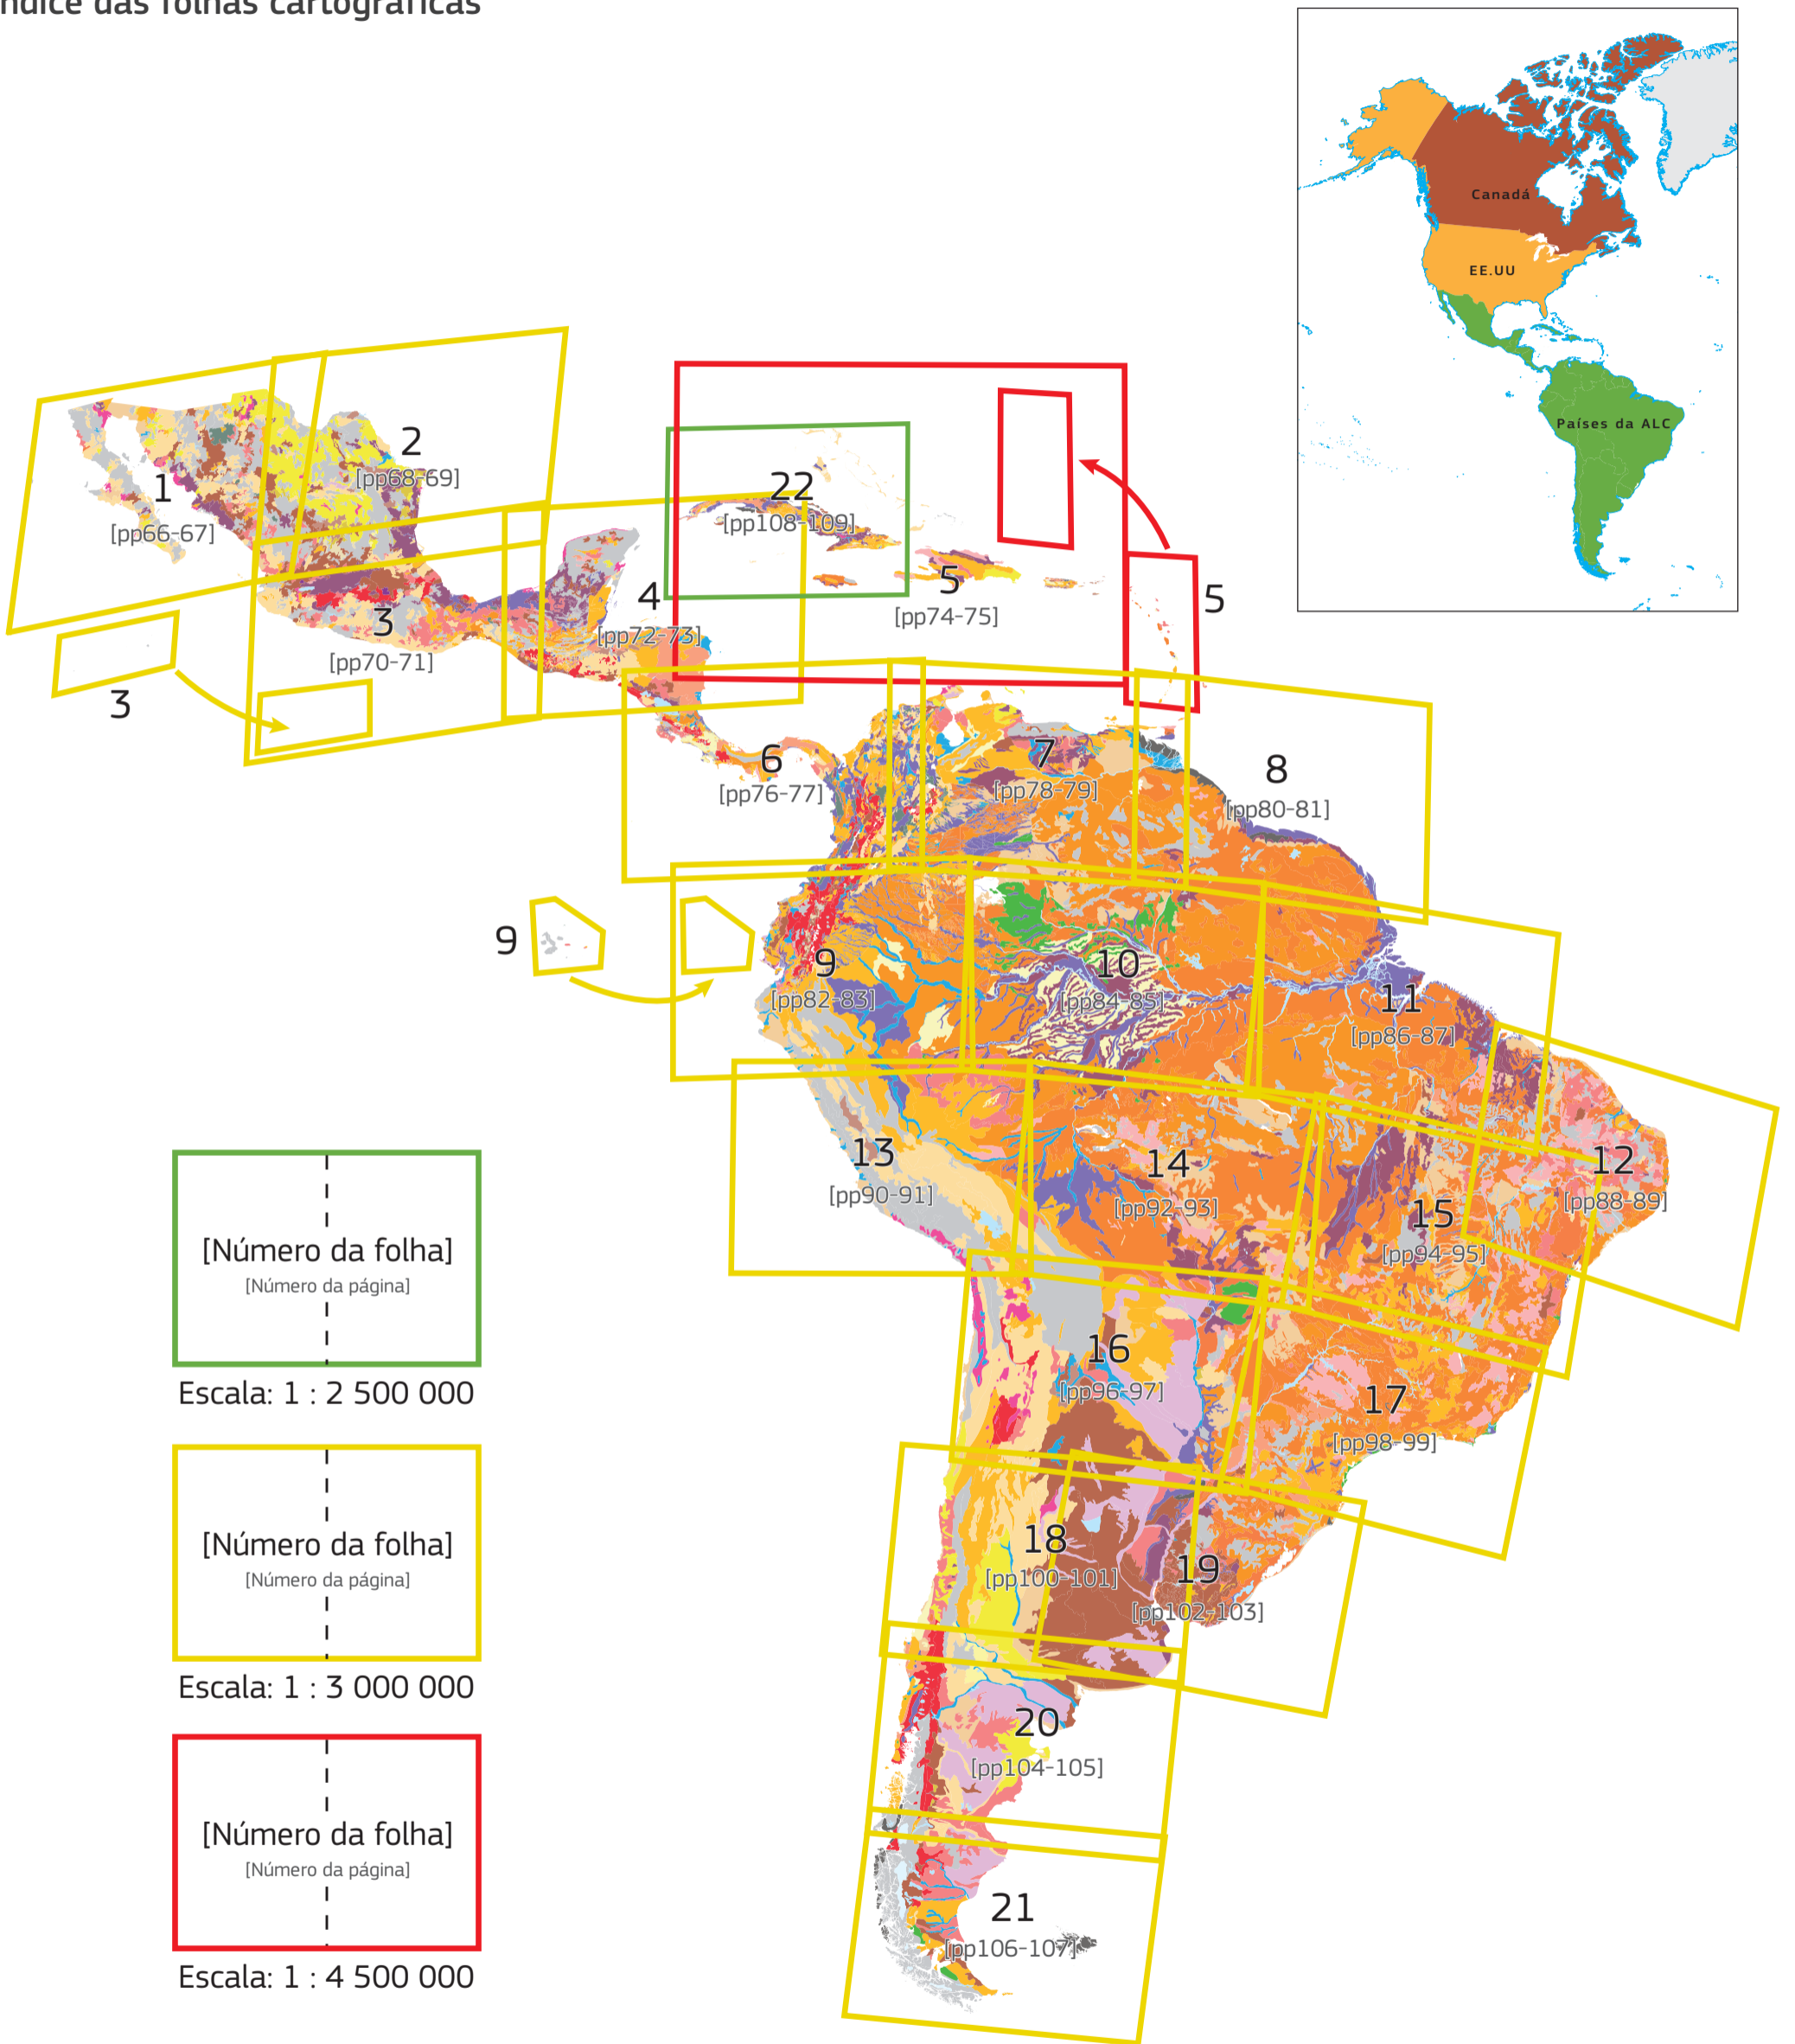 ndice das folhas cartográficas
Canadá
EE.UU
Países da ALC
2
[pp68-69]
1
[pp66-67]
22
[pp108-109]
5
[pp74-75]
5
4
[pp72-73]
3
[pp70-71]
3
6
[pp76-77]
7
[pp78-79]
8
[pp80-81]
9
9
[pp82-83]
10
[pp84-85]
11
[pp86-87]
12
[pp88-89]
13
[pp90-91]
14
[pp92-93]
15
[pp94-95]
16
[pp96-97]
17
[pp98-99]
18
[pp100-101]
19
[pp102-103]
20
[pp104-105]
21
[pp106-107]
[Número da folha]
[Número da página]
Escala: 1 : 2 500 000
[Número da folha]
[Número da página]
Escala: 1 : 3 000 000
[Número da folha]
[Número da página]
Escala: 1 : 4 500 000